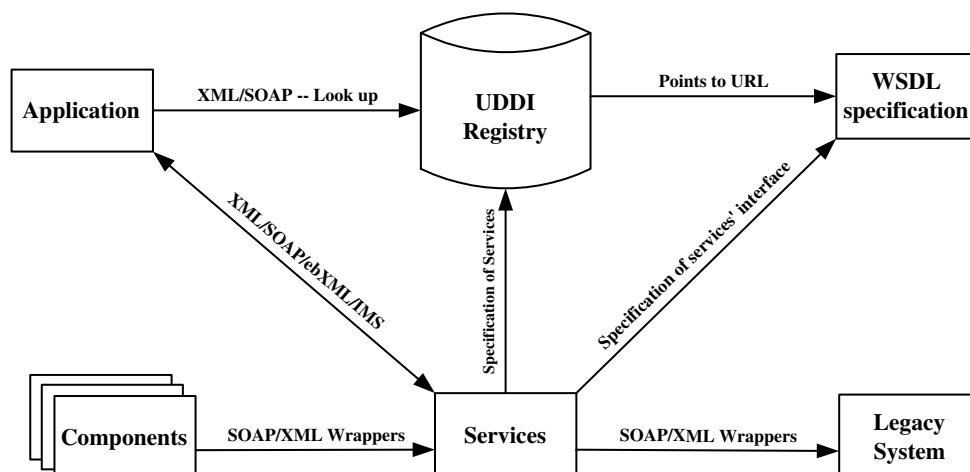 Application
XML/SOAP -- Look up
UDDI
Registry
Points to URL
WSDL
specification
XML/SOAP/ebXML/IMS
Specification of Services
Specification of services' interface
Components
SOAP/XML Wrappers
Services
SOAP/XML Wrappers
Legacy
System